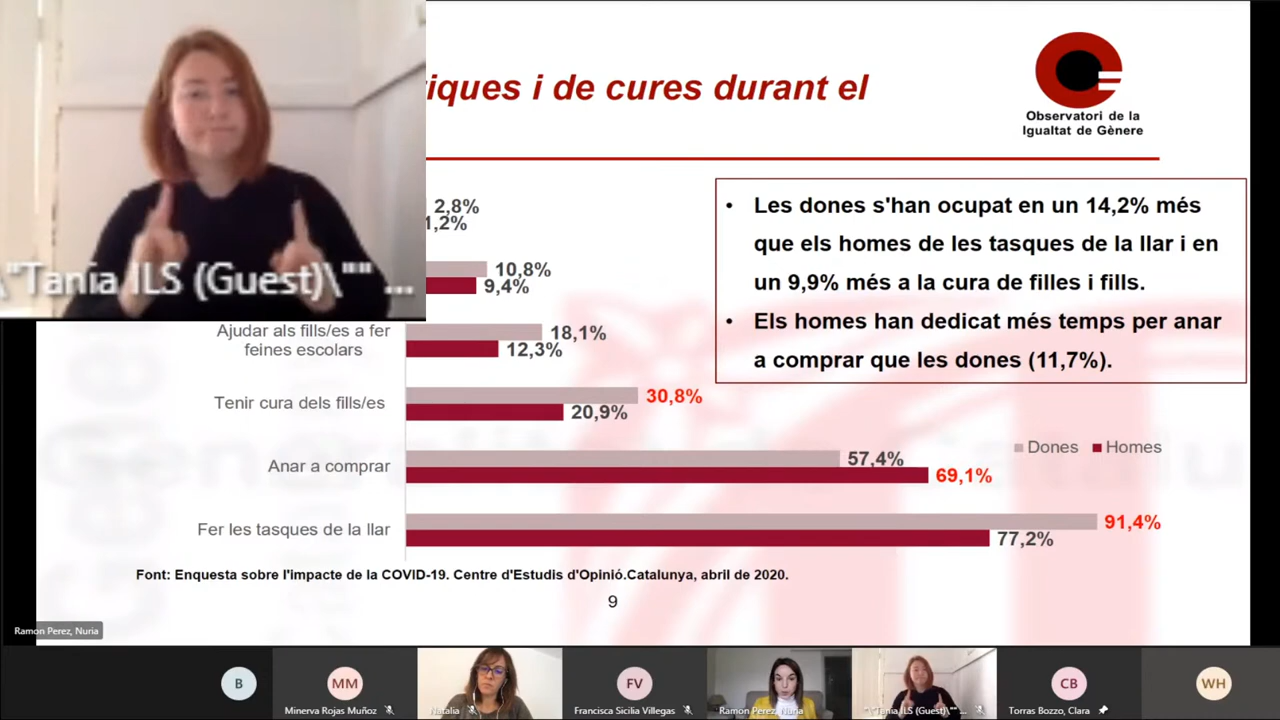 riques i de cures durant el
Observatori de la
Igualtat de Gènere
\"Tania ILS (Guest)\"" ...
2,8%
1,2%
10,8%
9,4%
Ajudar als fills/es a fer
feines escolars
18,1%
12,3%
Tenir cura dels fills/es
30,8%
20,9%
Anar a comprar
57,4%
69,1%
Fer les tasques de la llar
91,4%
77,2%
• Les dones s'han ocupat en un 14,2% més
que els homes de les tasques de la llar i en
un 9,9% més a la cura de filles i fills.
• Els homes han dedicat més temps per anar
a comprar que les dones (11,7%).
Dones Homes
Font: Enquesta sobre l'impacte de la COVID-19. Centre d'Estudis d'Opinió.Catalunya, abril de 2020.
9
Ramon Perez, Nuria
B
MM
Minerva Rojas Muñoz
Natalia
FV
Francisca Sicilia Villegas
Ramon Perez, Nuria
\"Tania ILS (Guest)\"" ...
CB
Torras Bozzo, Clara
WH